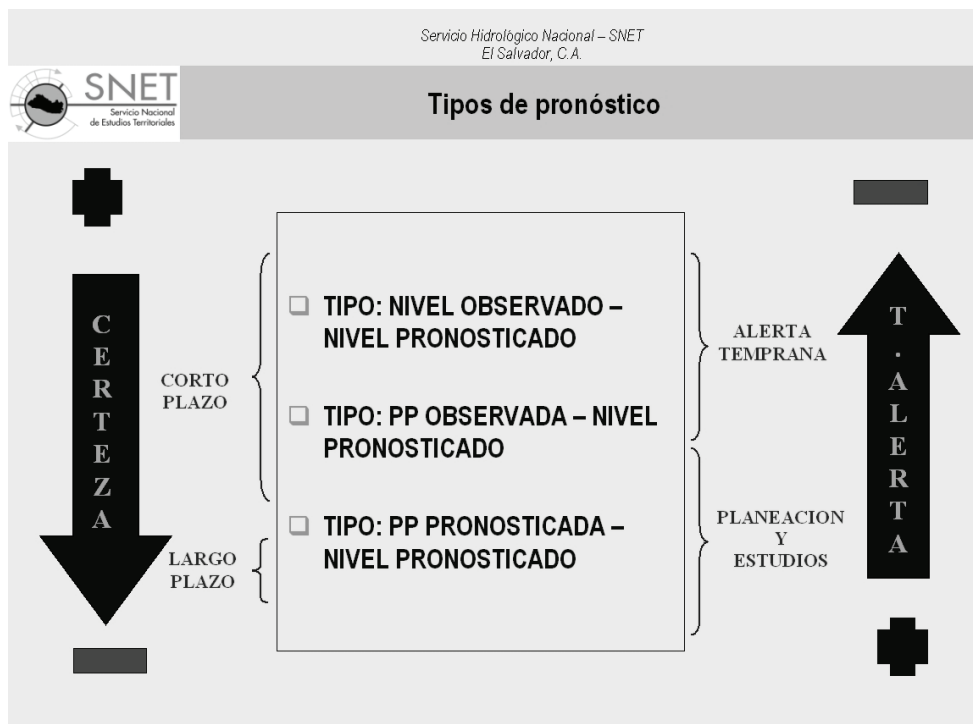 Servicio Hidrológico Nacional – SNET
El Salvador, C.A.
SNET
Servicio Nacional
de Estudios Territoriales
Tipos de pronóstico
CERTEZA
CORTO
PLAZO
LARGO
PLAZO
TIPO: NIVEL OBSERVADO –
NIVEL PRONOSTICADO
TIPO: PP OBSERVADA – NIVEL
PRONOSTICADO
TIPO: PP PRONOSTICADA –
NIVEL PRONOSTICADO
ALERTA
TEMPRANA
PLANEACION
Y
ESTUDIOS
T.ALERTA